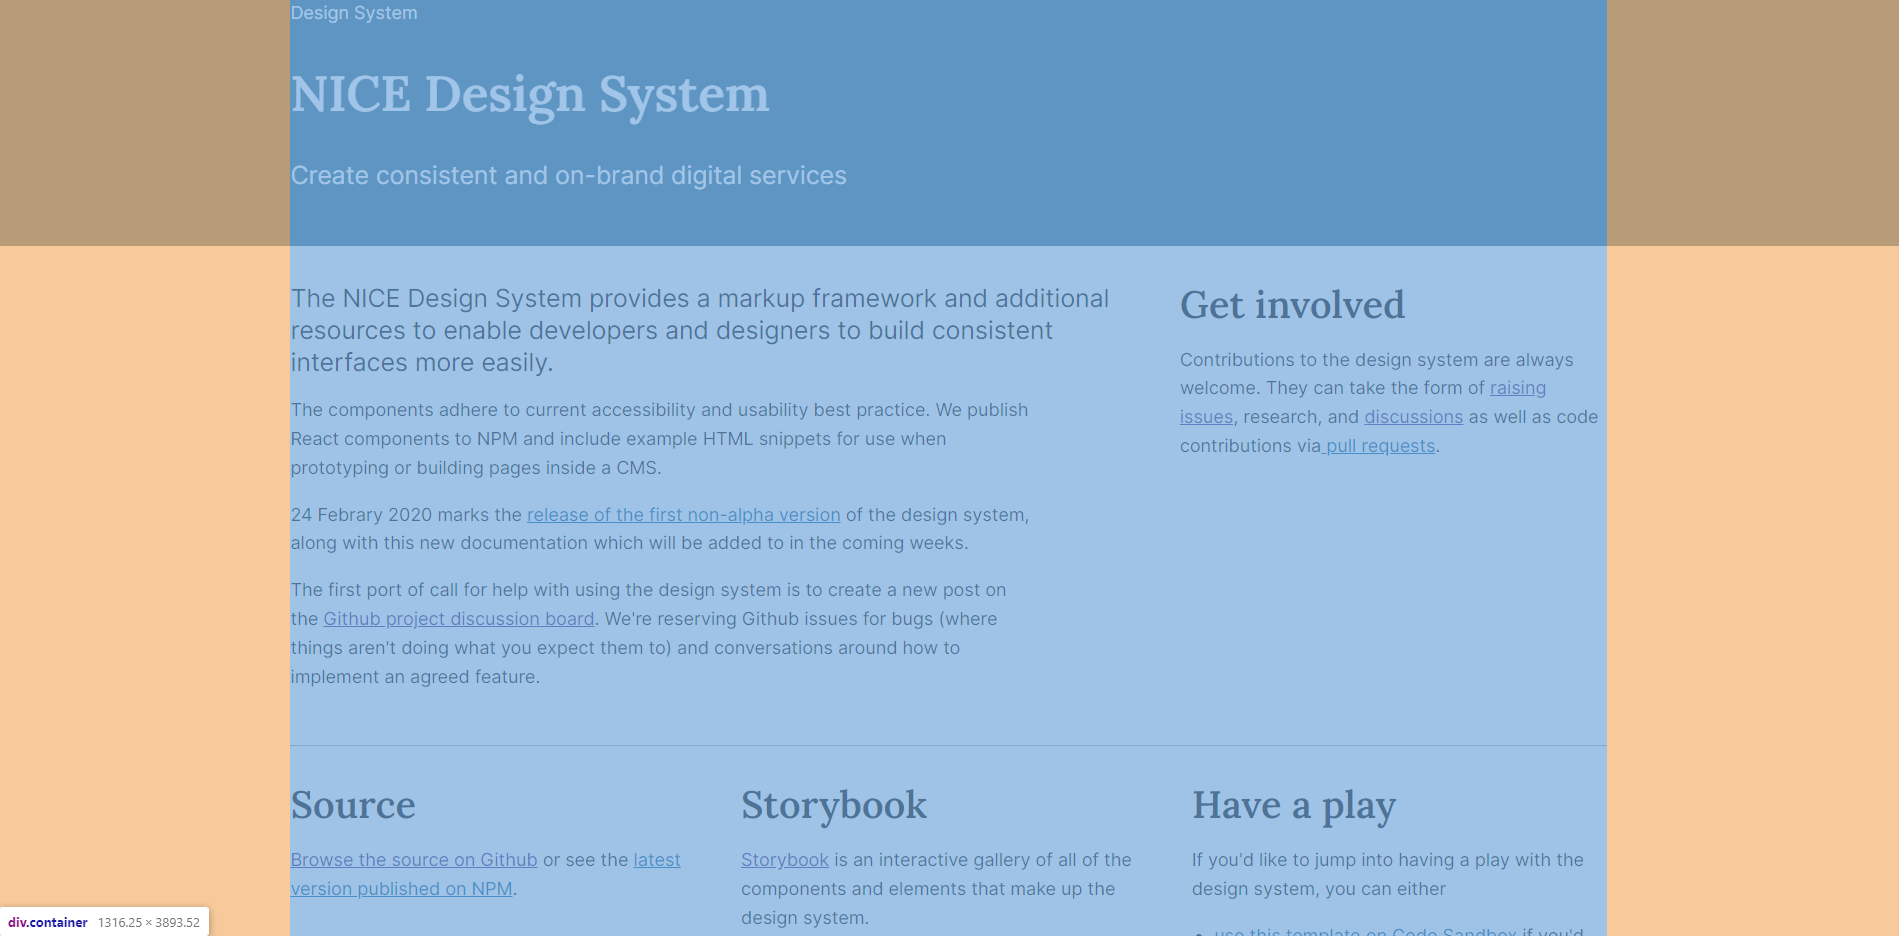 Design System
NICE Design System
Create consistent and on-brand digital services
The NICE Design System provides a markup framework and additional
resources to enable developers and designers to build consistent
interfaces more easily.
The components adhere to current accessibility and usability best practice. We publish
React components to NPM and include example HTML snippets for use when
prototyping or building pages inside a CMS.
24 Febrary 2020 marks the release of the first non-alpha version of the design system,
along with this new documentation which will be added to in the coming weeks.
The first port of call for help with using the design system is to create a new post on
the Github project discussion board. We're reserving Github issues for bugs (where
things aren't doing what you expect them to) and conversations around how to
implement an agreed feature.
Get involved
Contributions to the design system are always
welcome. They can take the form of raising
issues, research, and discussions as well as code
contributions via pull requests.
Source
Browse the source on Github or see the latest
version published on NPM.
Storybook
Storybook is an interactive gallery of all of the
components and elements that make up the
design system.
Have a play
If you'd like to jump into having a play with the
design system, you can either
• use this template on Code Sandbox if you'd
div.container 1316.25 × 3893.52